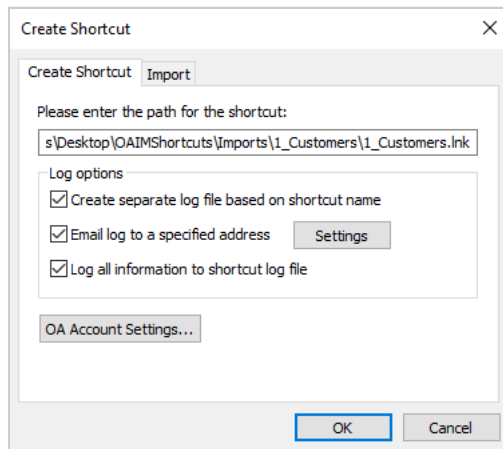 Create Shortcut
Create Shortcut Import
Please enter the path for the shortcut:
s\Desktop\OAIMShortcuts\Imports\1_Customers\1_Customers.lnk
Log options
Create separate log file based on shortcut name
Email log to a specified address Settings
Log all information to shortcut log file
OA Account Settings...
OK Cancel